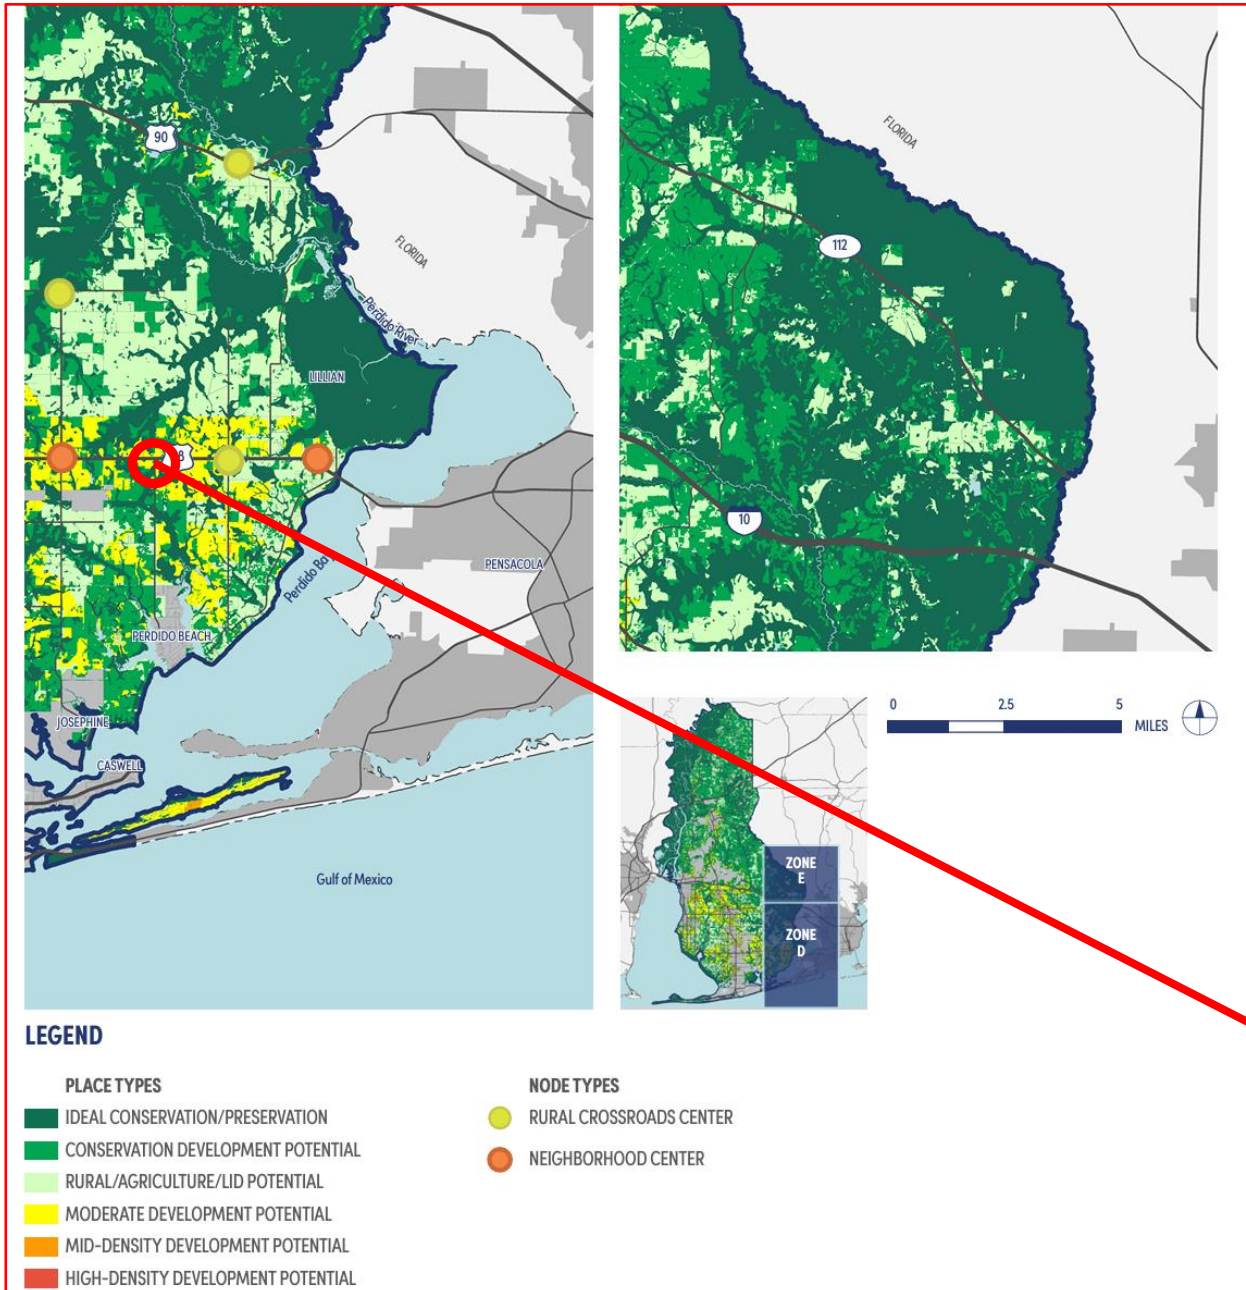 90
FLORIDA
Perdido River
LILLIAN
8
Perdido Bay
PENSACOLA
PERDIDO BEACH
JOSEPHINE
CASWELL
Gulf of Mexico
FLORIDA
112
10
0 2.5 5
MILES
ZONE
E
ZONE
D
LEGEND
PLACE TYPES
IDEAL CONSERVATION/PRESERVATION
CONSERVATION DEVELOPMENT POTENTIAL
RURAL/AGRICULTURE/LID POTENTIAL
MODERATE DEVELOPMENT POTENTIAL
MID-DENSITY DEVELOPMENT POTENTIAL
HIGH-DENSITY DEVELOPMENT POTENTIAL
NODE TYPES
RURAL CROSSROADS CENTER
NEIGHBORHOOD CENTER